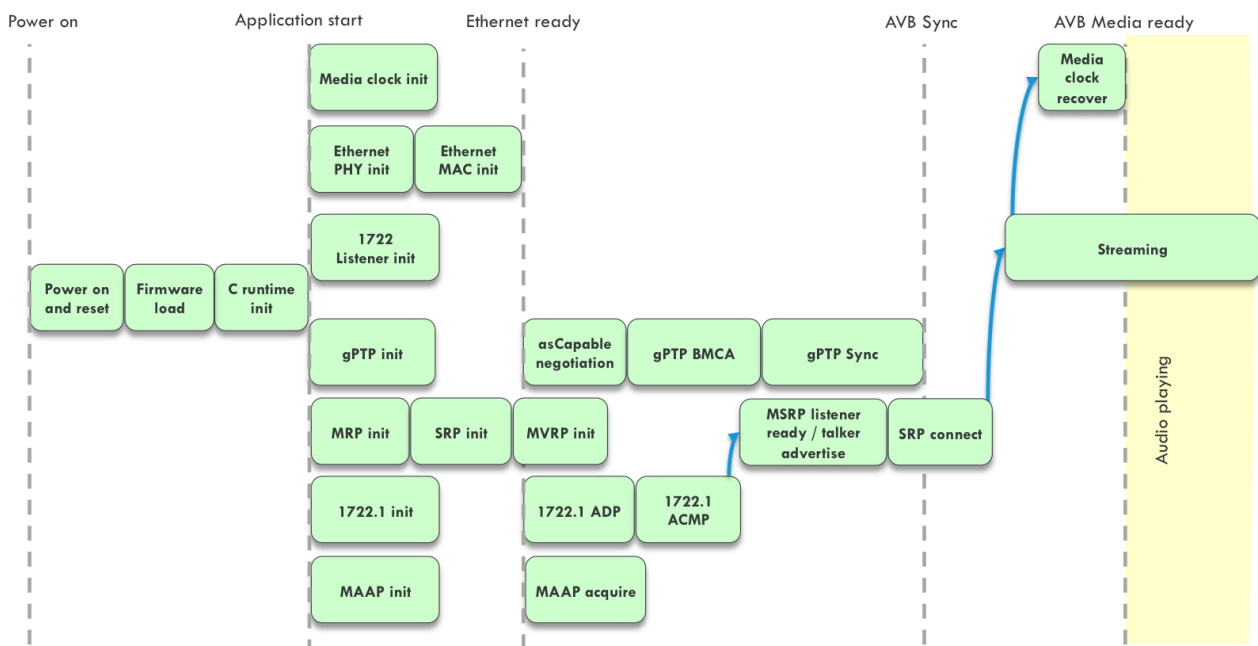 Power on
Application start
Ethernet ready
AVB Sync
AVB Media ready
Media clock init
Media
clock
recover
Ethernet
PHY init
Ethernet
MAC init
1722
Listener init
Streaming
Power on
and reset
Firmware
load
C runtime
init
gPTP init
asCapable
negotiation
gPTP BMCA
gPTP Sync
MRP init
SRP init
MVRP init
MSRP listener
ready / talker
advertise
SRP connect
Audio playing
1722.1 init
1722.1 ADP
1722.1
ACMP
MAAP init
MAAP acquire